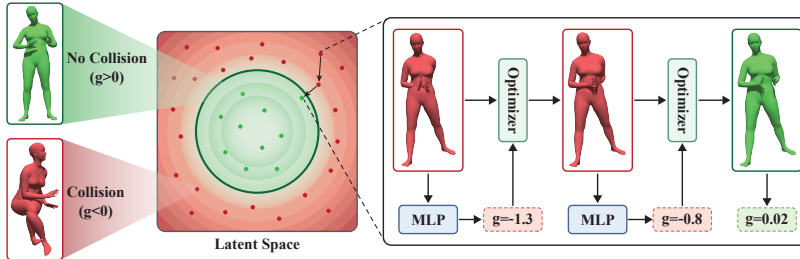 No Collision
(g>0)
Collision
(g<0)
Latent Space
Optimizer
Optimizer
MLP
g=-1.3
MLP
g=-0.8
g=0.02